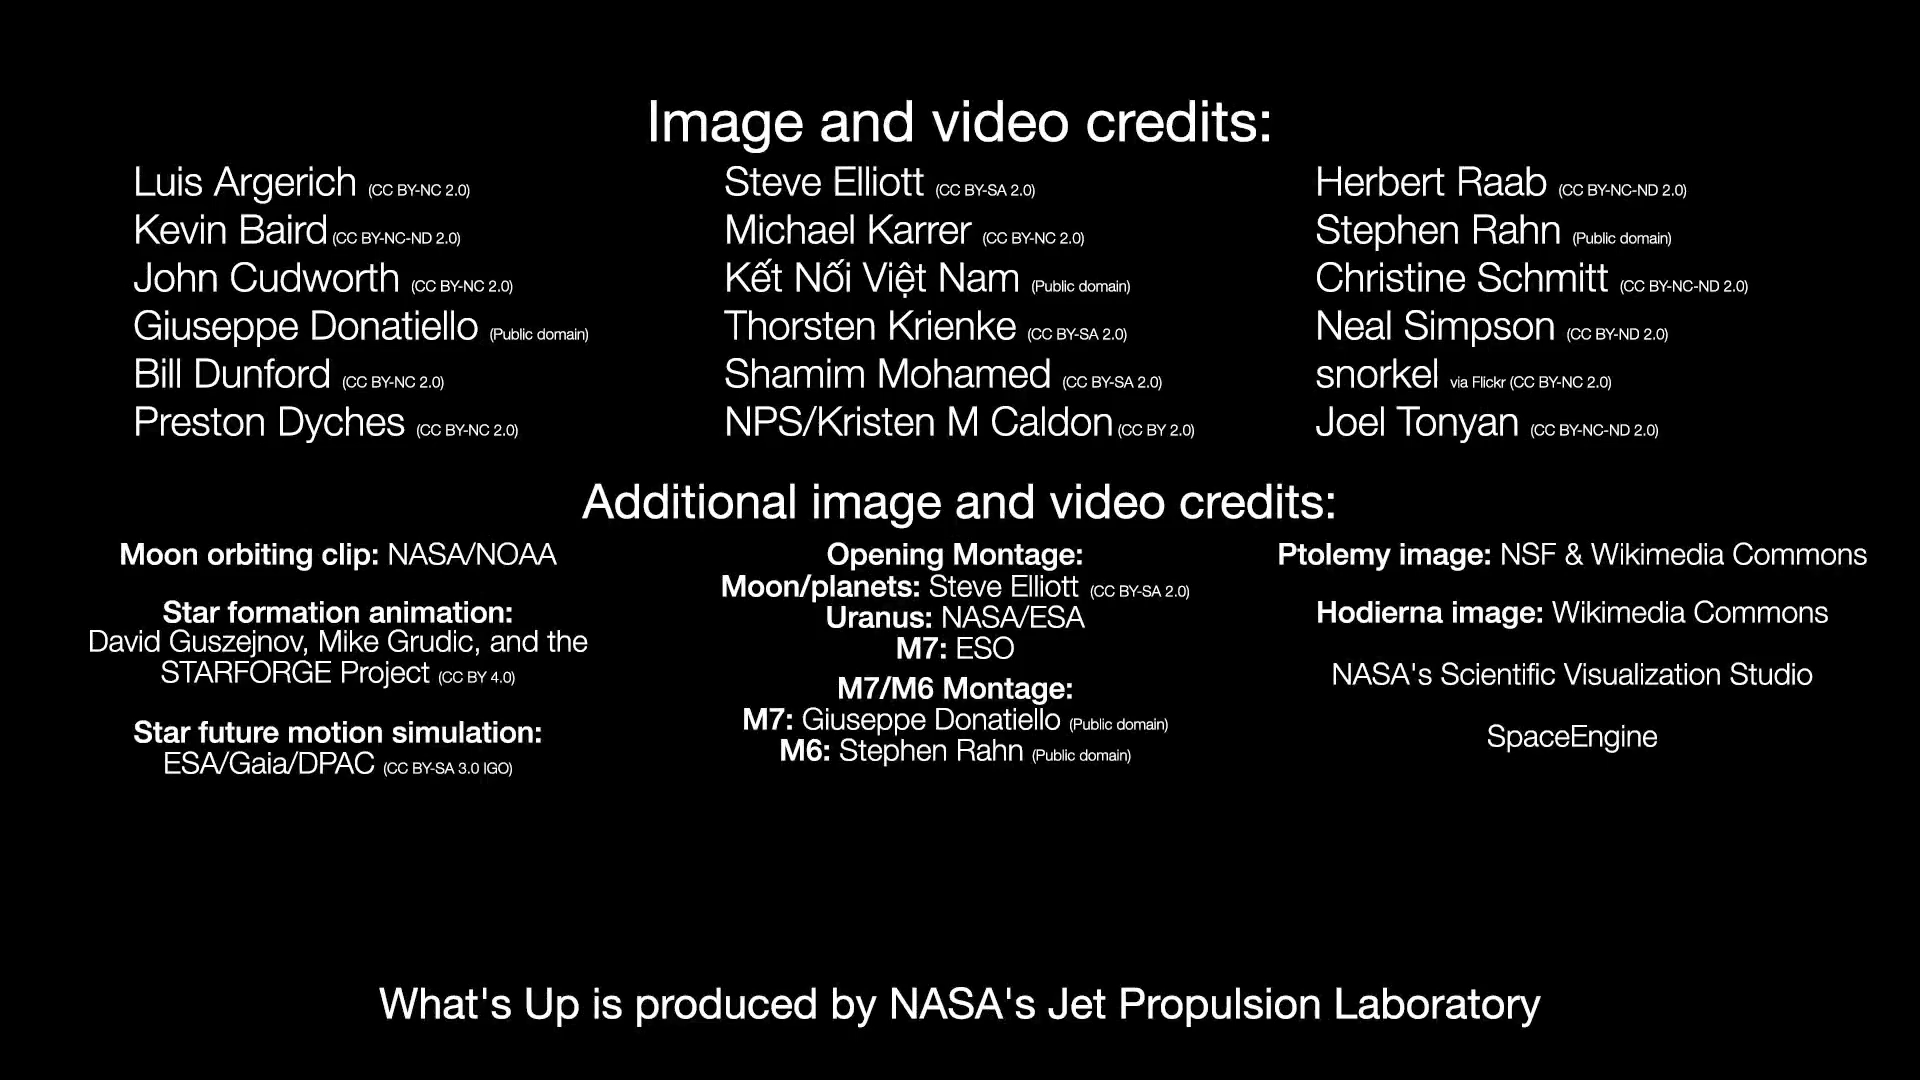 Image and video credits:
Luis Argerich (CC BY-NC 2.0)
Kevin Baird (CC BY-NC-ND 2.0)
John Cudworth (CC BY-NC 2.0)
Giuseppe Donatiello (Public domain)
Bill Dunford (CC BY-NC 2.0)
Preston Dyches (CC BY-NC 2.0)
Steve Elliott (CC BY-SA 2.0)
Michael Karrer (CC BY-NC 2.0)
Kết Nối Việt Nam (Public domain)
Thorsten Krienke (CC BY-SA 2.0)
Shamim Mohamed (CC BY-SA 2.0)
NPS/Kristen M Caldon (CC BY 2.0)
Herbert Raab (CC BY-NC-ND 2.0)
Stephen Rahn (Public domain)
Christine Schmitt (CC BY-NC-ND 2.0)
Neal Simpson (CC BY-ND 2.0)
snorkel via Flickr (CC BY-NC 2.0)
Joel Tonyan (CC BY-NC-ND 2.0)
Additional image and video credits:
Moon orbiting clip: NASA/NOAA
Star formation animation:
David Guszejnov, Mike Grudic, and the
STARFORGE Project (CC BY 4.0)
Star future motion simulation:
ESA/Gaia/DPAC (CC BY-SA 3.0 IGO)
Opening Montage:
Moon/planets: Steve Elliott (CC BY-SA 2.0)
Uranus: NASA/ESA
M7: ESO
M7/M6 Montage:
M7: Giuseppe Donatiello (Public domain)
M6: Stephen Rahn (Public domain)
Ptolemy image: NSF & Wikimedia Commons
Hodierna image: Wikimedia Commons
NASA's Scientific Visualization Studio
SpaceEngine
What's Up is produced by NASA's Jet Propulsion Laboratory